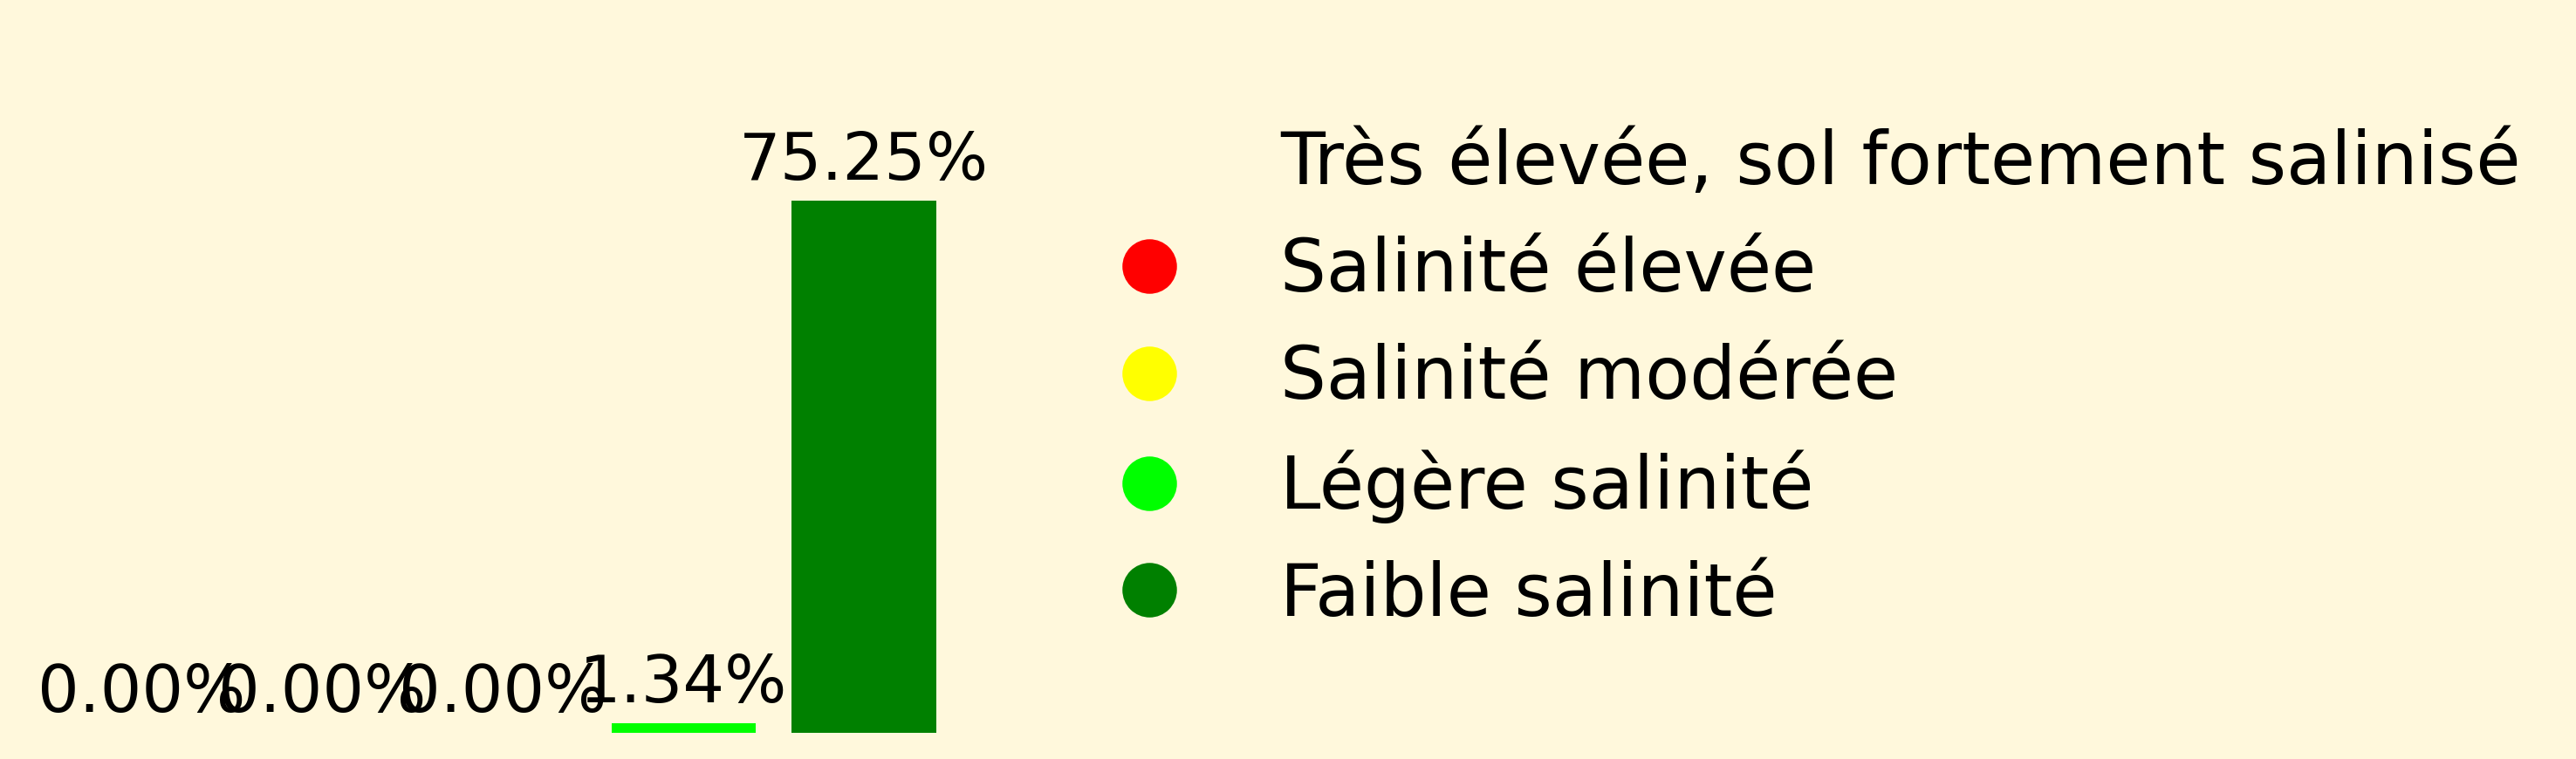 75.25%
0.00%
0.00%
0.00%
1.34%
Très élevée, sol fortement salinisé
Salinité élevée
Salinité modérée
Légère salinité
Faible salinité